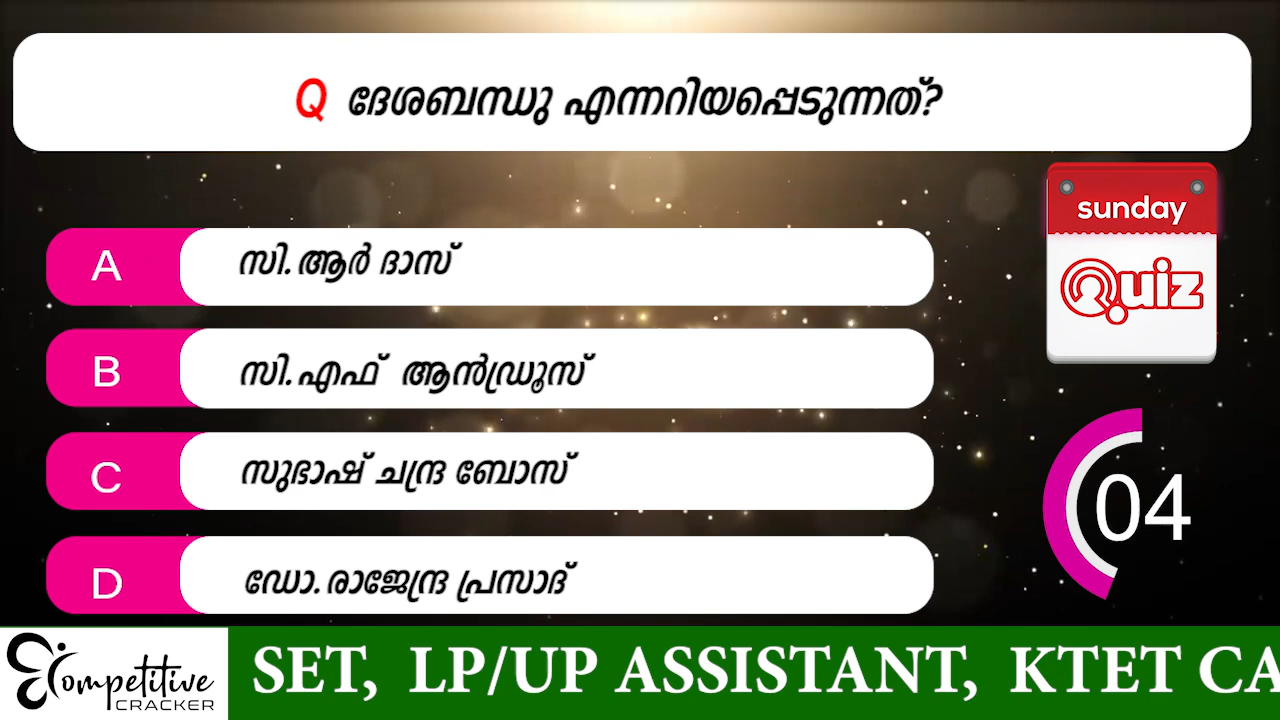 Q ദേശബന്ധു എന്നറിയപ്പെടുന്നത്?
sunday
Quiz
A സി.ആർ ദാസ്
B സി.എഫ് ആൻഡ്രൂസ്
C സുഭാഷ് ചന്ദ്ര ബോസ്
04
D ഡോ.രാജേന്ദ്ര പ്രസാദ്
Competitive
CRACKER
SET, LP/UP ASSISTANT, KTET CA